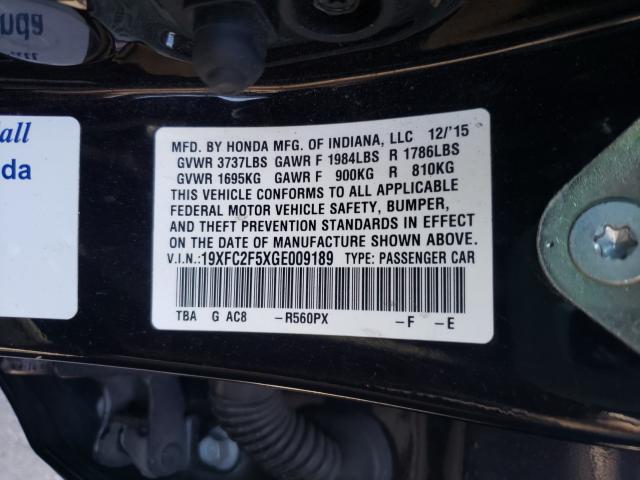 nda
all
da
MFD. BY HONDA MFG. OF INDIANA, LLC 12/'15
GVWR 3737LBS GAWR F 1984LBS R 1786LBS
GVWR 1695KG GAWR F 900KG R 810KG
THIS VEHICLE CONFORMS TO ALL APPLICABLE
FEDERAL MOTOR VEHICLE SAFETY, BUMPER,
AND THEFT PREVENTION STANDARDS IN EFFECT
ON THE DATE OF MANUFACTURE SHOWN ABOVE.
V.I.N.:19XFC2F5XGE009189 TYPE: PASSENGER CAR
TBA G AC8 -R560PX -F -E